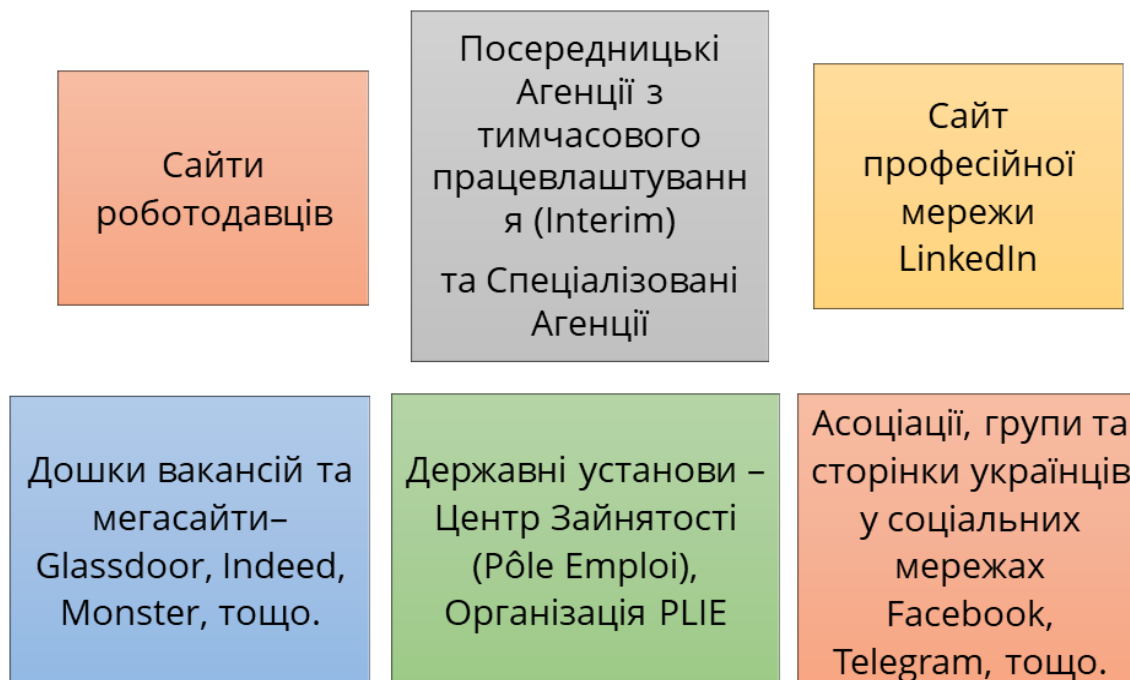 Сайти
роботодавців
Посередницькі
Агенції з
тимчасового
працевлаштуванн
я (Interim)
та Спеціалізовані
Агенції
Сайт
професійної
мережи
LinkedIn
Дошки вакансій та
мегасайти–
Glassdoor, Indeed,
Monster, тощо.
Державні установи –
Центр Зайнятості
(Pôle Emploi),
Організація PLIE
Асоціації, групи та
сторінки українців
у соціальних
мережах
Facebook,
Telegram, тощо.